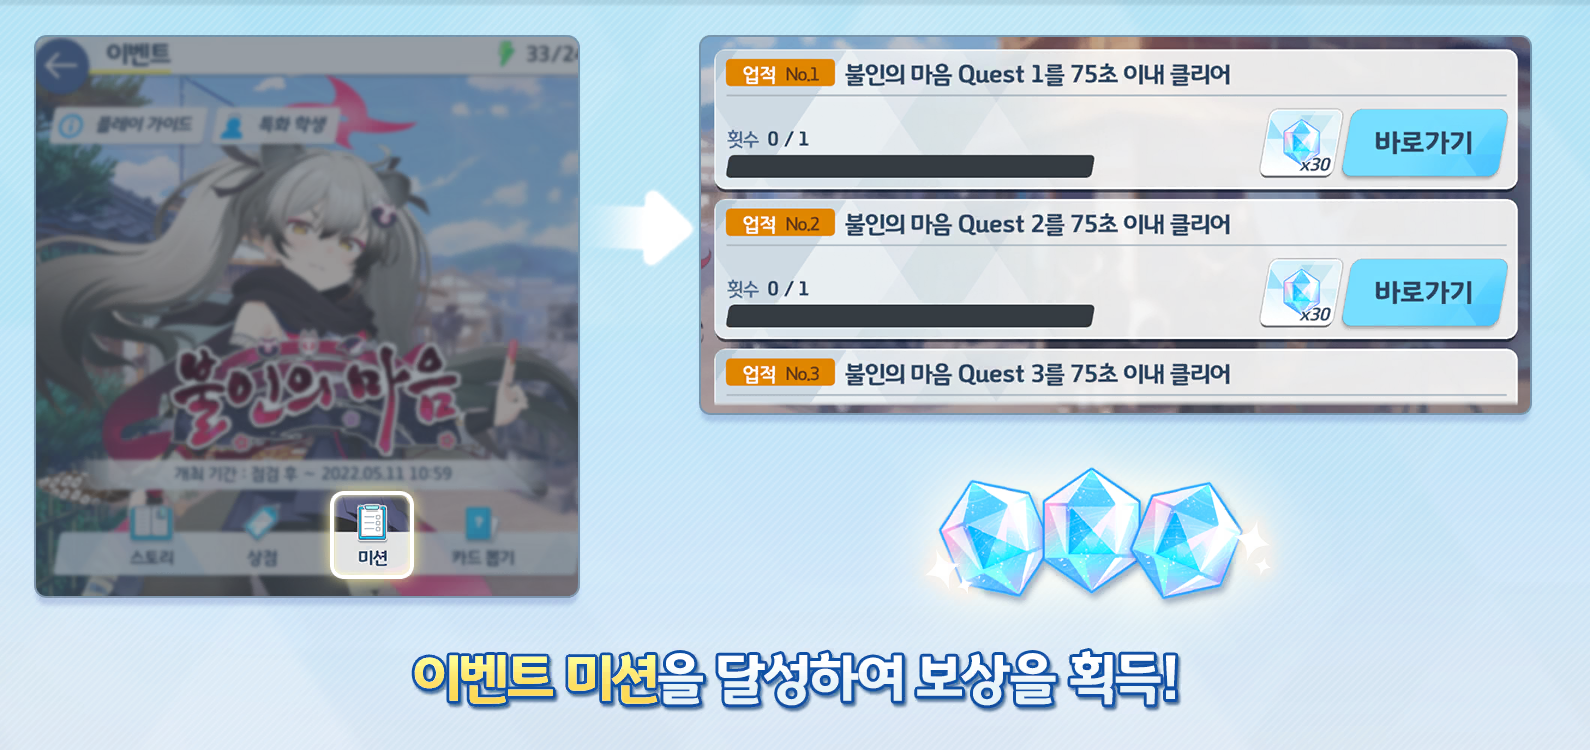 이벤트
33/24
플레이 가이드
특화 학생
불인의 마음
개최 기간 : 점검 후 ~ 2022.05.11 10:59
스토리
상점
미션
카드 뽑기
업적 No.1 불인의 마음 Quest 1를 75초 이내 클리어
횟수 0 / 1
x30
바로가기
업적 No.2 불인의 마음 Quest 2를 75초 이내 클리어
횟수 0 / 1
x30
바로가기
업적 No.3 불인의 마음 Quest 3를 75초 이내 클리어
이벤트 미션을 달성하여 보상을 획득!